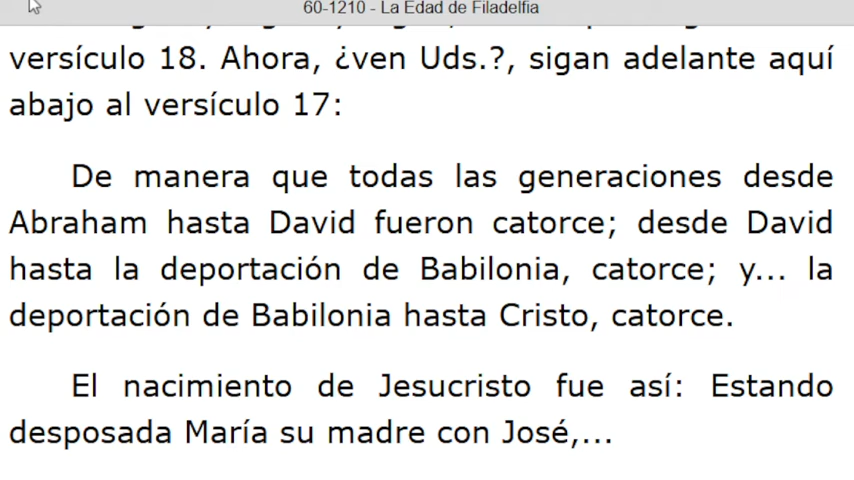 60-1210 - La Edad de Filadelfia
versículo 18. Ahora, ¿ven Uds.?, sigan adelante aquí
abajo al versículo 17:
De manera que todas las generaciones desde
Abraham hasta David fueron catorce; desde David
hasta la deportación de Babilonia, catorce; y... la
deportación de Babilonia hasta Cristo, catorce.
El nacimiento de Jesucristo fue así: Estando
desposada María su madre con José,...